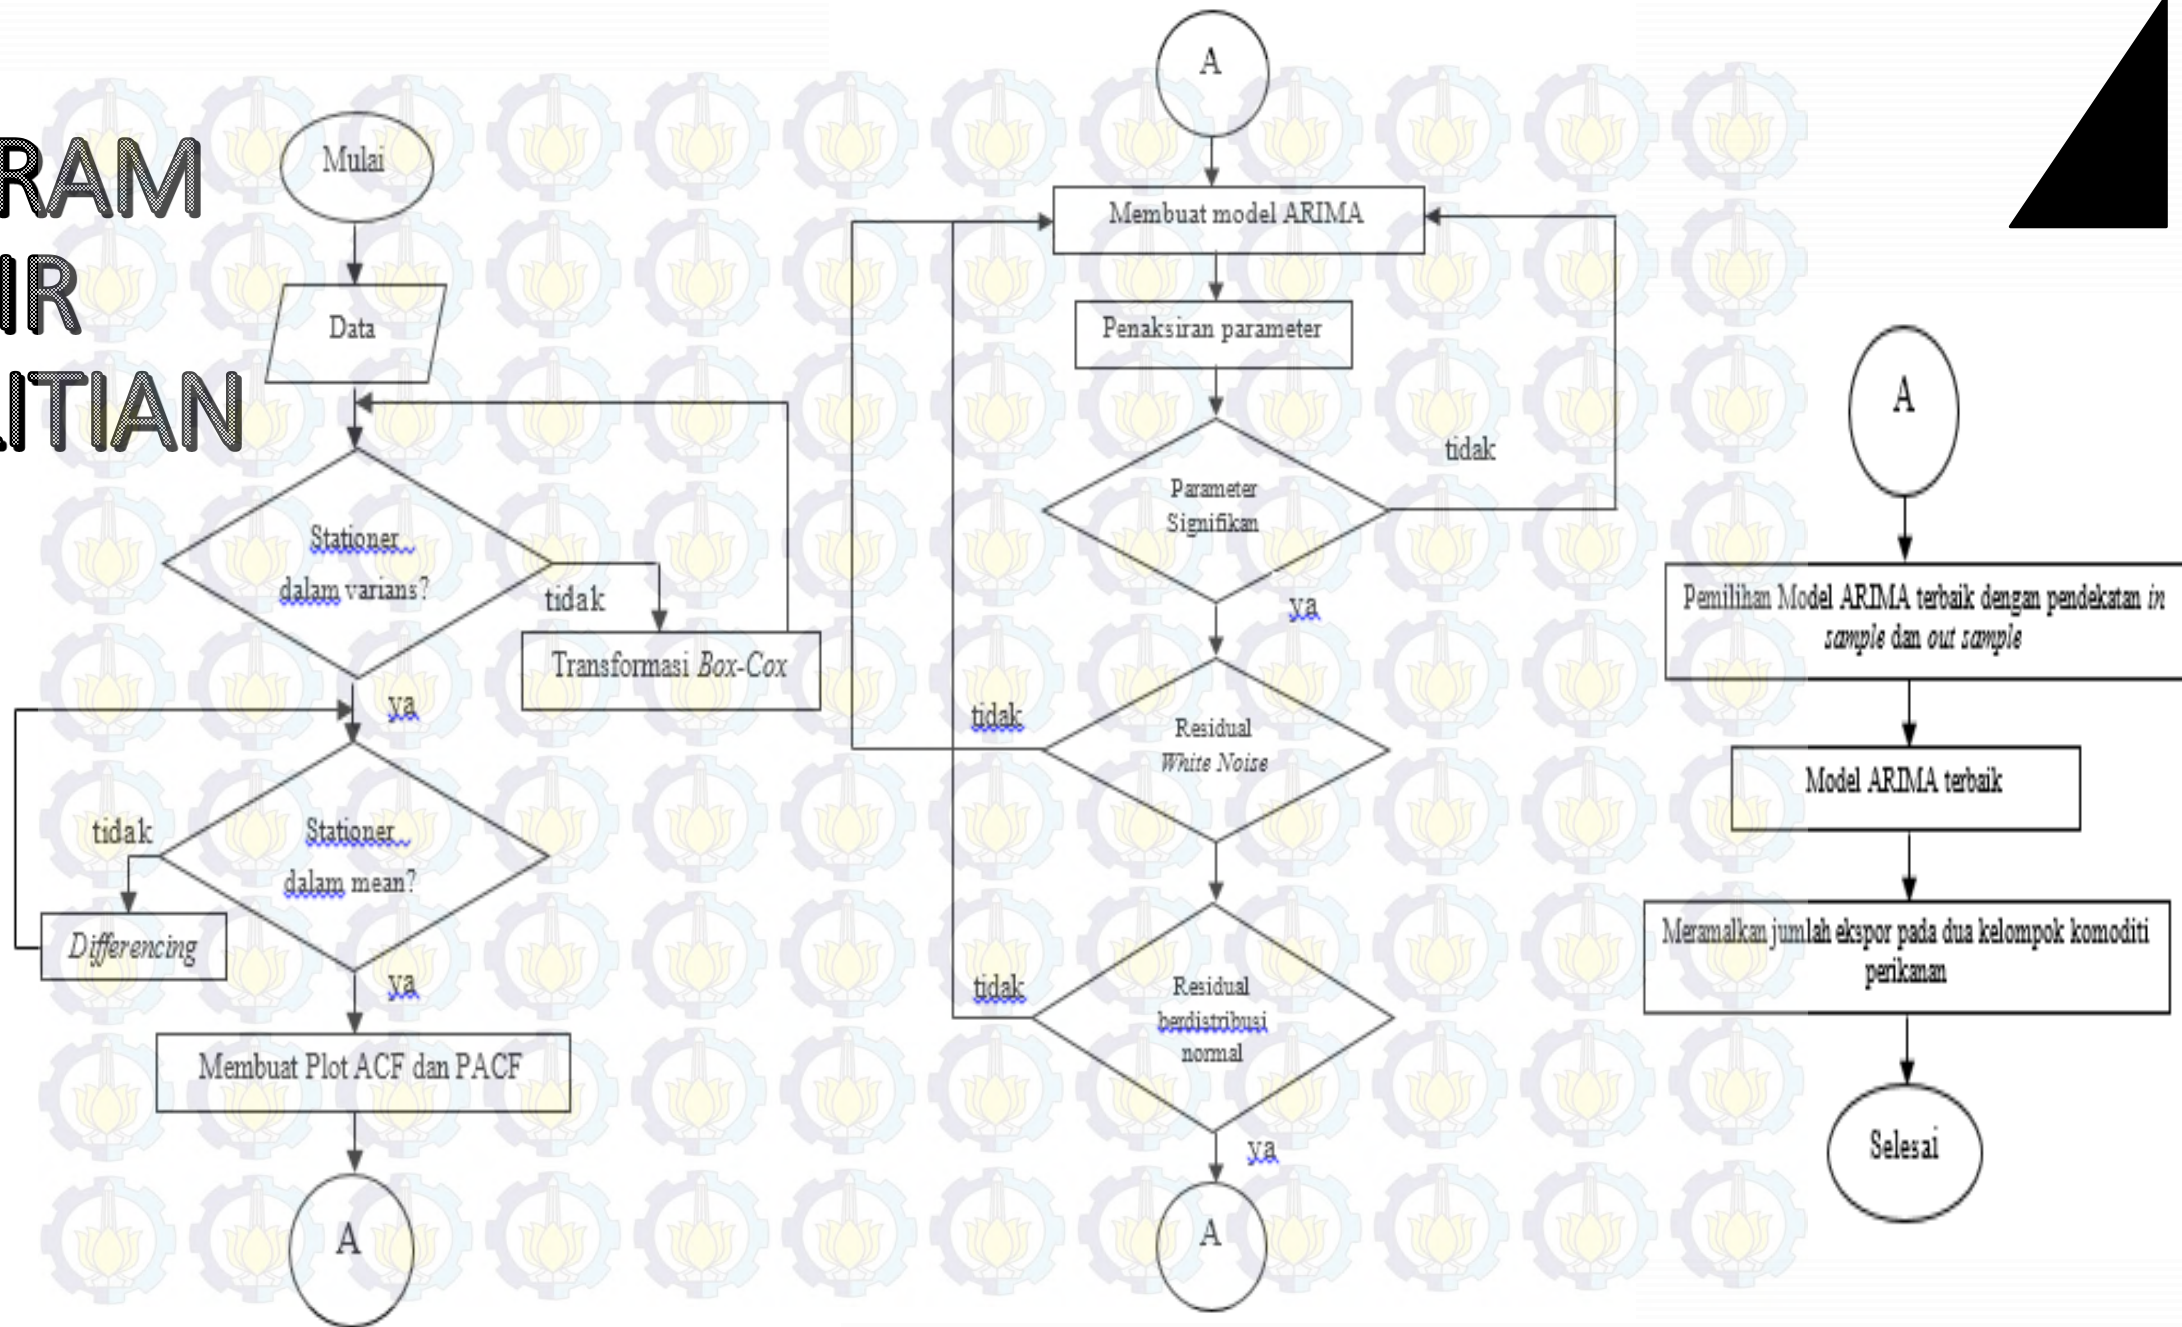 RAM
IR
LITIAN
Mulai
Data
Stationer
dalam varians?
tidak
Transformasi Box-Cox
ya
Stationer
dalam mean?
tidak
Differencing
ya
Membuat Plot ACF dan PACF
A
A
Membuat model ARIMA
Penaksiran parameter
Parameter
Signifikan
tidak
ya
Residual
White Noise
tidak
Residual
berdistribusi
normal
tidak
ya
A
A
Pemilihan Model ARIMA terbaik dengan pendekatan in
sample dan out sample
Model ARIMA terbaik
Meramalkan jumlah ekspor pada dua kelompok komoditi
perikanan
Selesai